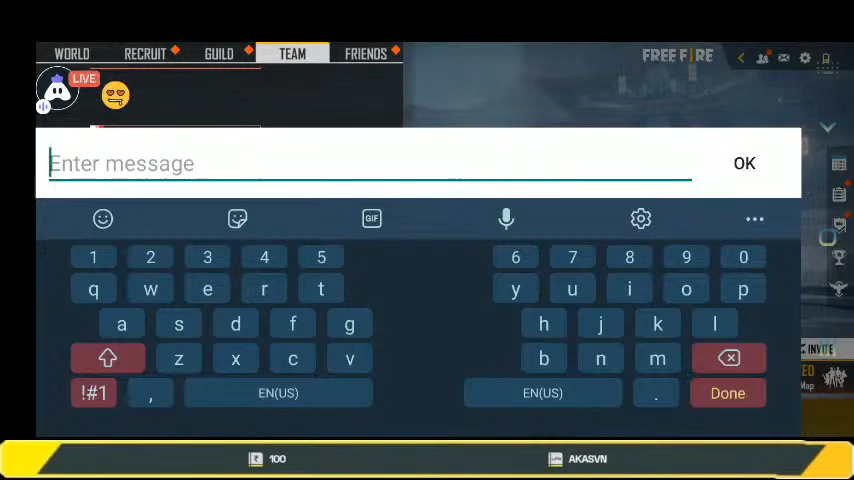 WORLD RECRUIT GUILD TEAM FRIENDS FREE FIRE
LIVE
Enter message OK
GIF
1 2 3 4 5 6 7 8 9 0
q w e r t y u i o p
a s d f g h j k l
z x c v b n m
INVITE
!#1 , EN(US) EN(US) . Done
Map
₹ 100 AKASVN